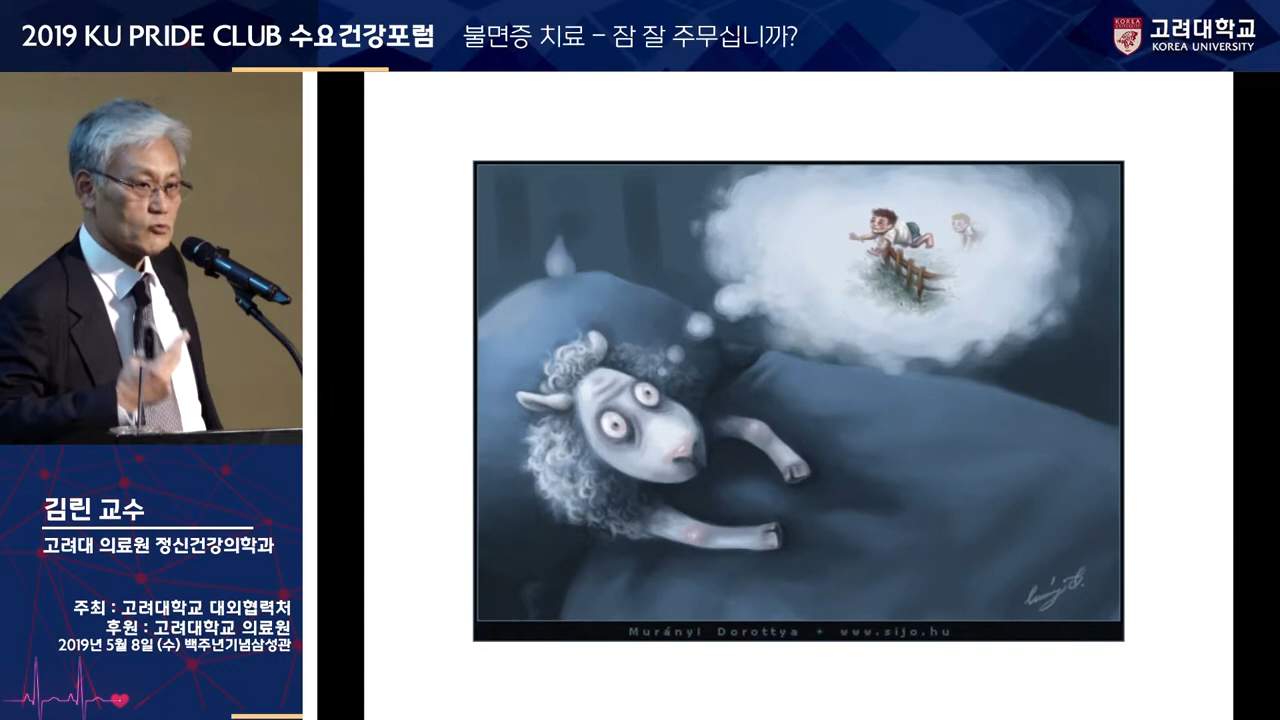 2019 KU PRIDE CLUB 수요건강포럼 불면증 치료 – 잠 잘 주무십니까?
KOREA
UNIVERSITY
고려대학교
KOREA UNIVERSITY
김린 교수
고려대 의료원 정신건강의학과
주최 : 고려대학교 대외협력처
후원 : 고려대학교 의료원
2019년 5월 8일 (수) 백주년기념삼성관
Murányi Dorottya + www.sijo.hu